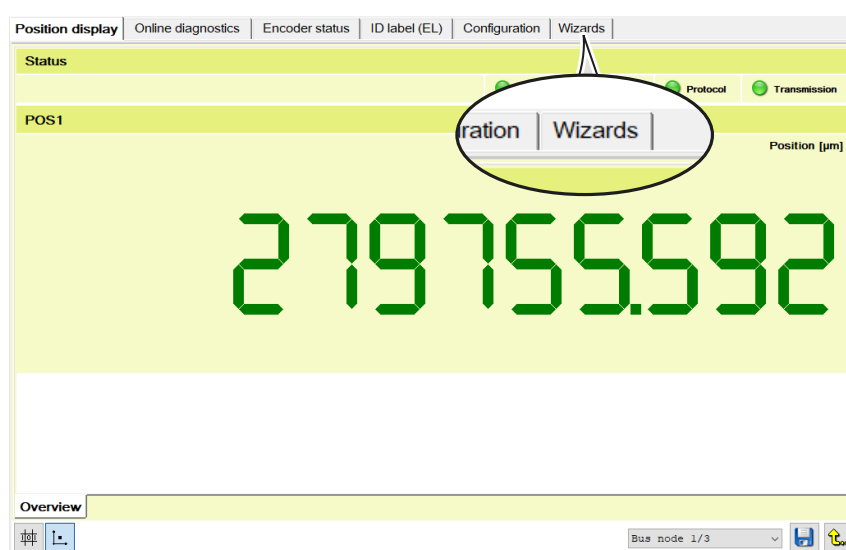 Position display Online diagnostics Encoder status ID label (EL) Configuration Wizards
Status
Protocol Transmission
POS1
ration Wizards
Position [µm]
279755.592
Overview
Bus node 1/3